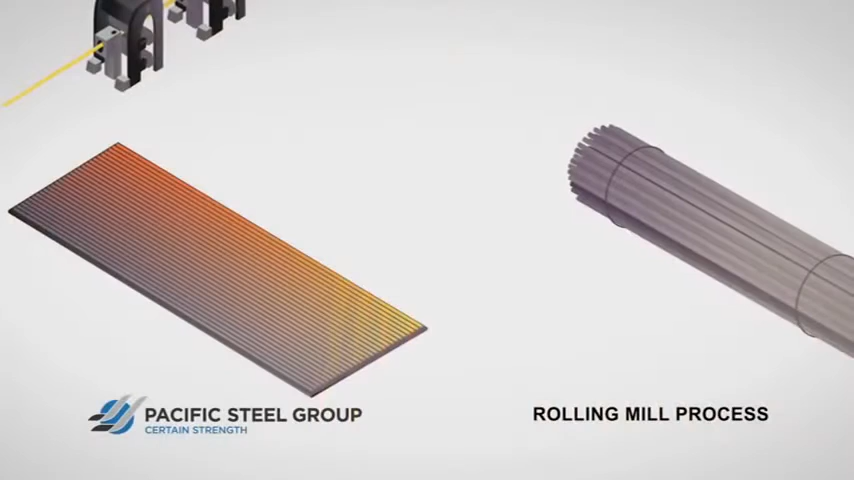 PACIFIC STEEL GROUP
CERTAIN STRENGTH
ROLLING MILL PROCESS